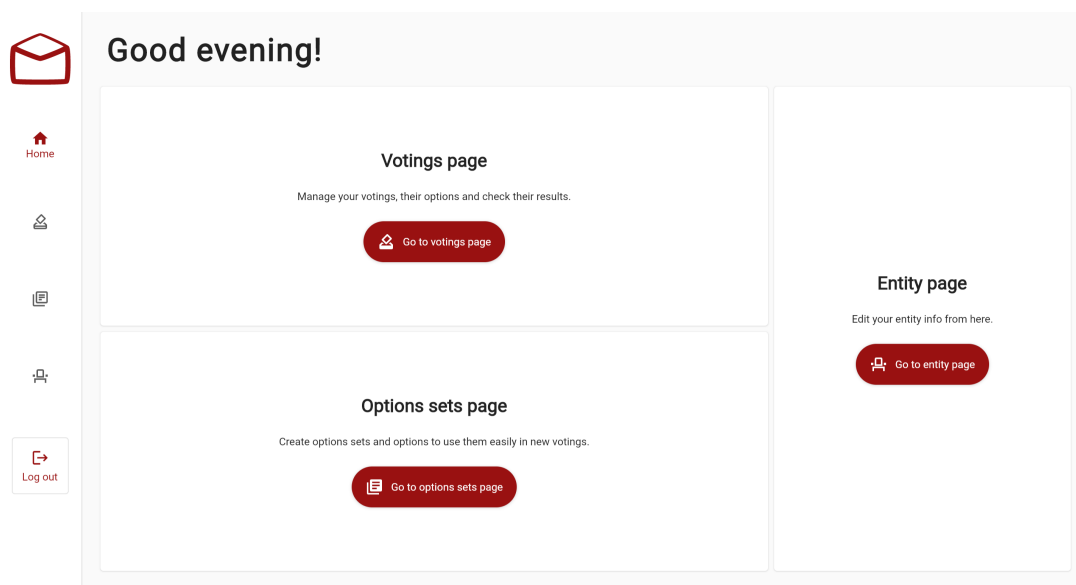 Good evening!
Home
Log out
Votings page
Manage your votings, their options and check their results.
Go to votings page
Options sets page
Create options sets and options to use them easily in new votings.
Go to options sets page
Entity page
Edit your entity info from here.
Go to entity page